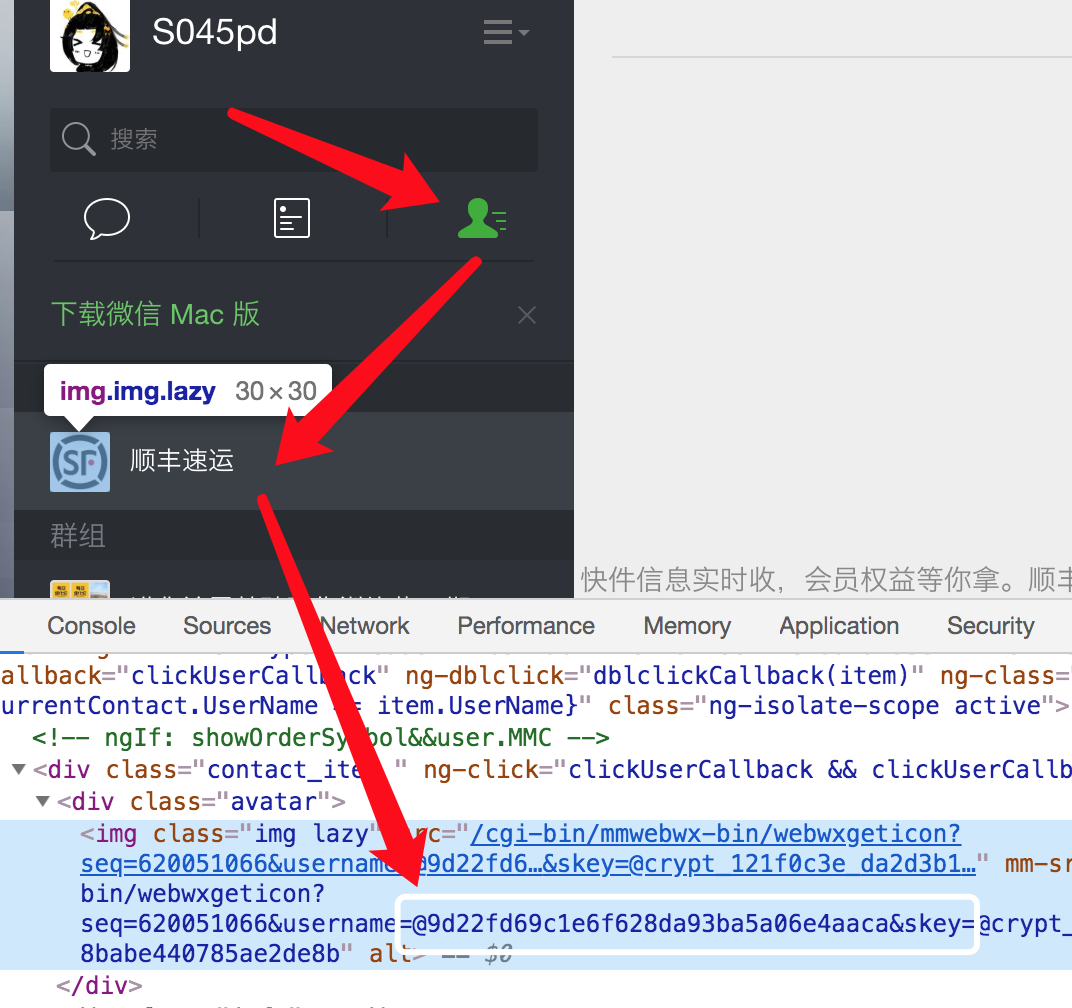 S045pd
搜索
下载微信 Mac 版
img.img.lazy 30×30
SF
顺丰速运
群组
快件信息实时收，会员权益等你拿。顺丰
Console Sources Network Performance Memory Application Security
allback="clickUserCallback" ng-dblclick="dblclickCallback(item)" ng-class="
urrentContact.UserName == item.UserName}" class="ng-isolate-scope active">
<!-- ngIf: showOrderSymbol&&user.MMC -->
▼<div class="contact_item " ng-click="clickUserCallback && clickUserCallb
▼<div class="avatar">
<img class="img lazy" src="/cgi-bin/mmwebwx-bin/webwxgeticon?
seq=620051066&username=@9d22fd6…&skey=@crypt_121f0c3e_da2d3b1…" mm-sr
bin/webwxgeticon?
seq=620051066&username=@9d22fd69c1e6f628da93ba5a06e4aaca&skey=@crypt_
8babe440785ae2de8b" alt> == $0
</div>